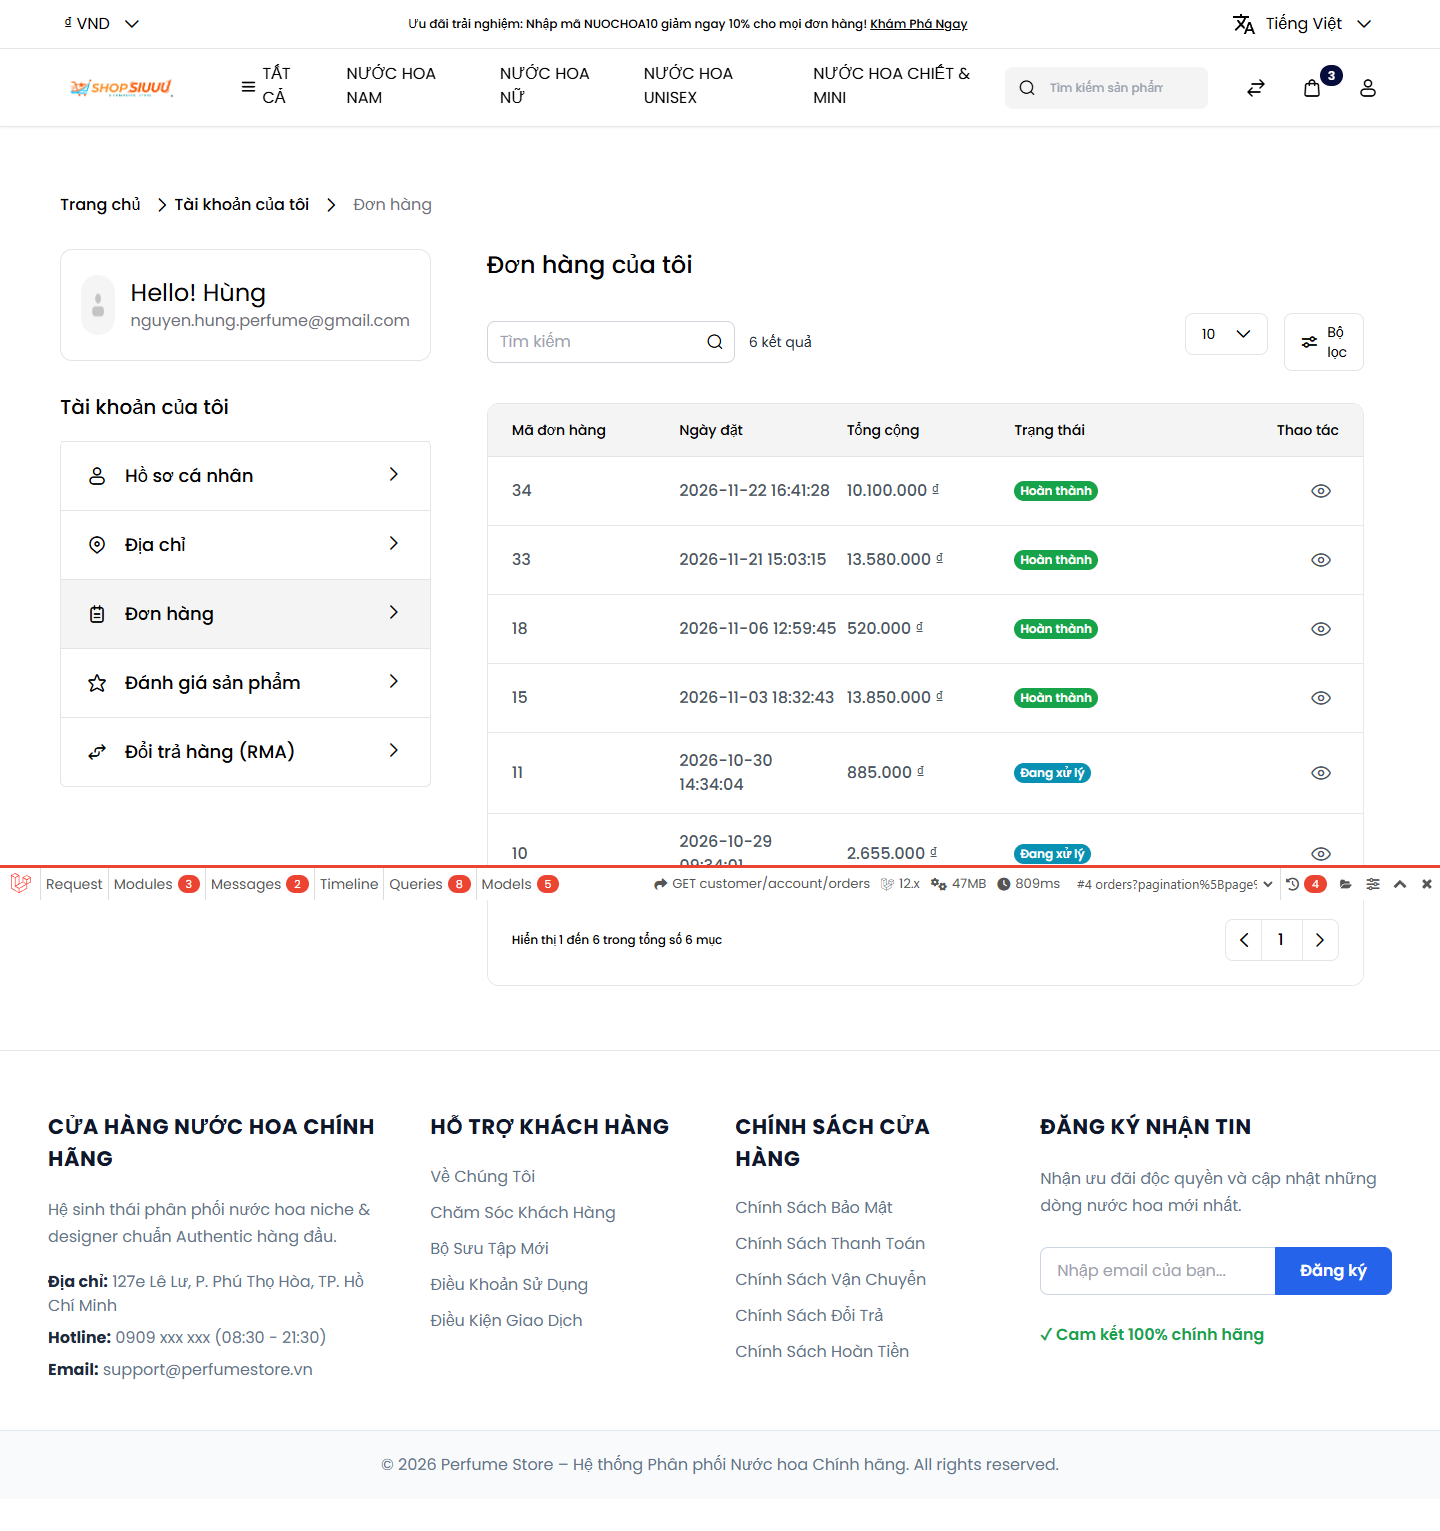 ₫ VND
Ưu đãi trải nghiệm: Nhập mã NUOCHOA10 giảm ngay 10% cho mọi đơn hàng! Khám Phá Ngay
Tiếng Việt
SHOP SIUUU
TẤT CẢ
NƯỚC HOA NAM
NƯỚC HOA NỮ
NƯỚC HOA UNISEX
NƯỚC HOA CHIẾT & MINI
Tìm kiếm sản phẩm
3
Trang chủ
Tài khoản của tôi
Đơn hàng
Hello! Hùng
nguyen.hung.perfume@gmail.com
Tài khoản của tôi
Hồ sơ cá nhân
Địa chỉ
Đơn hàng
Đánh giá sản phẩm
Đổi trả hàng (RMA)
Đơn hàng của tôi
Tìm kiếm
6 kết quả
10
Bộ lọc
Mã đơn hàng Ngày đặt Tổng cộng Trạng thái Thao tác
34 2026-11-22 16:41:28 10.100.000 ₫ Hoàn thành
33 2026-11-21 15:03:15 13.580.000 ₫ Hoàn thành
18 2026-11-06 12:59:45 520.000 ₫ Hoàn thành
15 2026-11-03 18:32:43 13.850.000 ₫ Hoàn thành
11 2026-10-30 14:34:04 885.000 ₫ Đang xử lý
10 2026-10-29 09:34:01 2.655.000 ₫ Đang xử lý
Request Modules 3 Messages 2 Timeline Queries 8 Models 5 GET customer/account/orders 12.x 47MB 809ms #4 orders?pagination%5Bpage% 4
Hiển thị 1 đến 6 trong tổng số 6 mục
1
CỬA HÀNG NƯỚC HOA CHÍNH
HÃNG
Hệ sinh thái phân phối nước hoa niche &
designer chuẩn Authentic hàng đầu.
Địa chỉ: 127e Lê Lư, P. Phú Thọ Hòa, TP. Hồ
Chí Minh
Hotline: 0909 xxx xxx (08:30 - 21:30)
Email: support@perfumestore.vn
HỖ TRỢ KHÁCH HÀNG
Về Chúng Tôi
Chăm Sóc Khách Hàng
Bộ Sưu Tập Mới
Điều Khoản Sử Dụng
Điều Kiện Giao Dịch
CHÍNH SÁCH CỬA
HÀNG
Chính Sách Bảo Mật
Chính Sách Thanh Toán
Chính Sách Vận Chuyển
Chính Sách Đổi Trả
Chính Sách Hoàn Tiền
ĐĂNG KÝ NHẬN TIN
Nhận ưu đãi độc quyền và cập nhật những
dòng nước hoa mới nhất.
Nhập email của bạn...
Đăng ký
✓ Cam kết 100% chính hãng
© 2026 Perfume Store – Hệ thống Phân phối Nước hoa Chính hãng. All rights reserved.